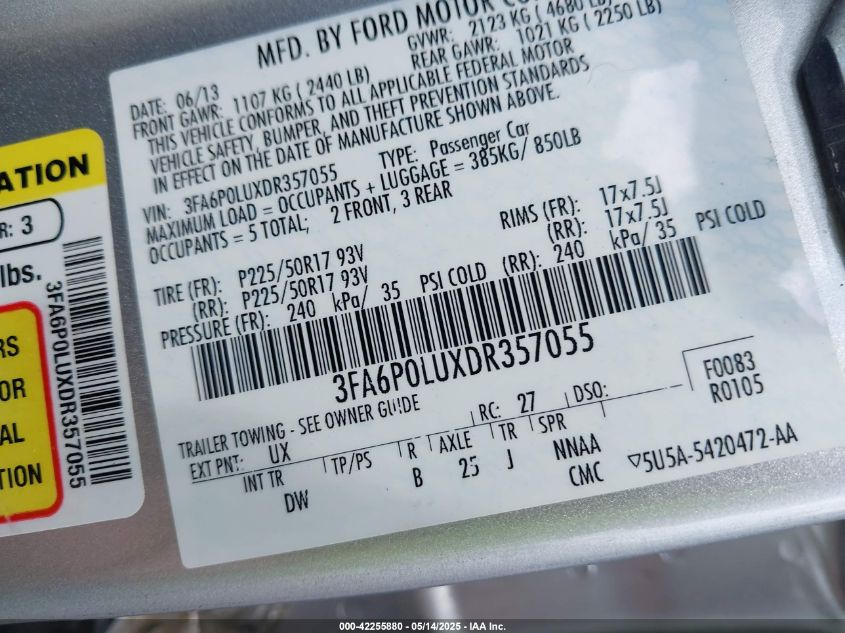 MFD. BY FORD MOTOR CO
GVWR: 2123 KG ( 4680 LB)
DATE: 06/13
FRONT GAWR: 1107 KG ( 2440 LB) REAR GAWR: 1021 KG ( 2250 LB)
THIS VEHICLE CONFORMS TO ALL APPLICABLE FEDERAL MOTOR
VEHICLE SAFETY, BUMPER, AND THEFT PREVENTION STANDARDS
IN EFFECT ON THE DATE OF MANUFACTURE SHOWN ABOVE.
VIN: 3FA6P0LUXDR357055 TYPE: Passenger Car
MAXIMUM LOAD = OCCUPANTS + LUGGAGE = 385KG/ 850LB
OCCUPANTS = 5 TOTAL; 2 FRONT, 3 REAR
TIRE (FR): P225/50R17 93V RIMS (FR): 17x7.5J
(RR): P225/50R17 93V (RR): 17x7.5J
PRESSURE (FR): 240 kPa/ 35 PSI COLD (RR): 240 kPa/ 35 PSI COLD
3FA6P0LUXDR357055
TRAILER TOWING - SEE OWNER GUIDE
EXT PNT: UX RC: 27 DSO: F0083
R0105
INT TR TP/PS R AXLE TR SPR
DW B 25 J NNAA
CMC
5U5A-5420472-AA
ATION
R: 3
lbs.
3FA6P0LUXDR357055
RS
OR
AL
TION
000-42255880 - 05/14/2025 - IAA Inc.